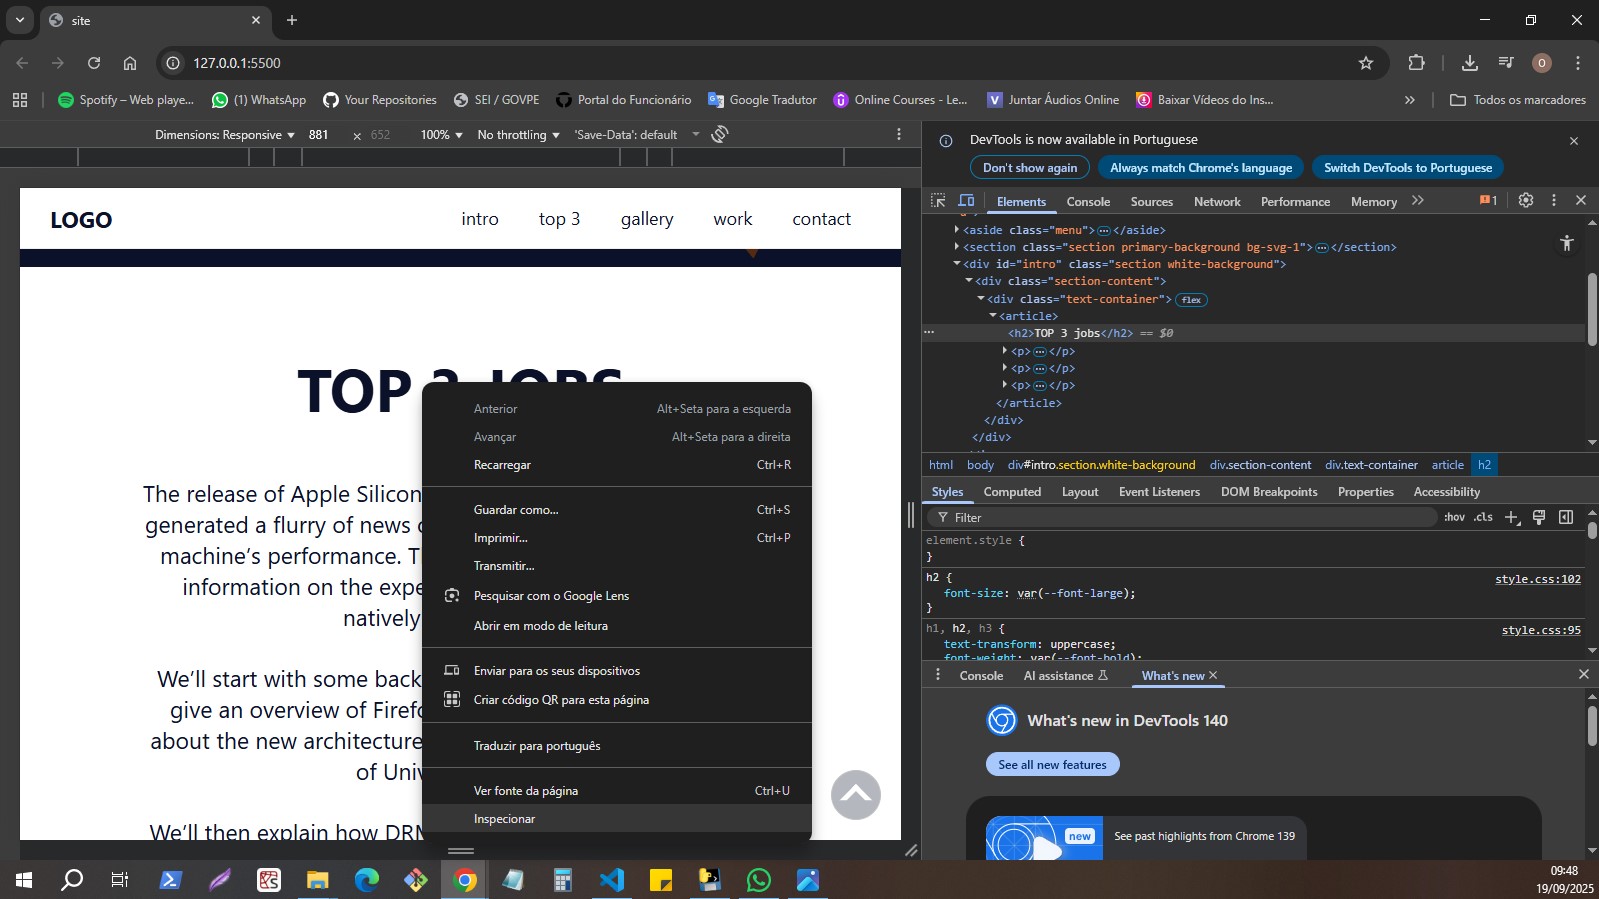 site
127.0.0.1:5500
Spotify – Web playe...
(1) WhatsApp
Your Repositories
SEI / GOVPE
Portal do Funcionário
Google Tradutor
Online Courses - Le...
Juntar Áudios Online
Baixar Vídeos do Ins...
Todos os marcadores
Dimensions: Responsive 881 × 652 100% No throttling 'Save-Data': default
LOGO
intro
top 3
gallery
work
contact
TOP 3 JOBS
The release of Apple Silicon
generated a flurry of news
machine’s performance.
information on the
natively
We’ll start with some
give an overview of
about the new architecture
of
We’ll then explain how
Anterior Alt+Seta para a esquerda
Avançar Alt+Seta para a direita
Recarregar Ctrl+R
Guardar como... Ctrl+S
Imprimir... Ctrl+P
Transmitir...
Pesquisar com o Google Lens
Abrir em modo de leitura
Enviar para os seus dispositivos
Criar código QR para esta página
Traduzir para português
Ver fonte da página Ctrl+U
Inspecionar
DevTools is now available in Portuguese
Don't show again
Always match Chrome's language
Switch DevTools to Portuguese
Elements Console Sources Network Performance Memory 1
<aside class="menu"></aside>
<section class="section primary-background bg-svg-1"></section>
<div id="intro" class="section white-background">
<div class="section-content">
<div class="text-container"> flex
<article>
<h2>TOP 3 jobs</h2> == $0
<p></p>
<p></p>
<p></p>
</article>
</div>
</div>
html body div#intro.section.white-background div.section-content div.text-container article h2
Styles Computed Layout Event Listeners DOM Breakpoints Properties Accessibility
Filter :hov .cls
element.style {
}
h2 { style.css:102
font-size: var(--font-large);
}
h1, h2, h3 { style.css:95
text-transform: uppercase;
font-weight: var(--font-bold);
Console AI assistance What's new
What's new in DevTools 140
See all new features
new
See past highlights from Chrome 139
09:48
19/09/2025
O